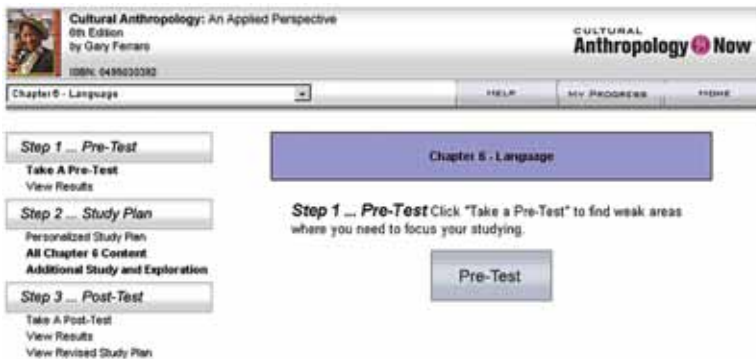 Cultural Anthropology: An Applied Perspective
6th Edition
by Gary Ferraro
ISBN: 0495030392
CULTURAL
Anthropology Now
Chapter 6 - Language
HELP
MY PROGRESS
HOME
Step 1 ... Pre-Test
Take A Pre-Test
View Results
Step 2 ... Study Plan
Personalized Study Plan
All Chapter 6 Content
Additional Study and Exploration
Step 3 ... Post-Test
Take A Post-Test
View Results
View Revised Study Plan
Chapter 6 - Language
Step 1 ... Pre-Test Click "Take a Pre-Test" to find weak areas
where you need to focus your studying.
Pre-Test